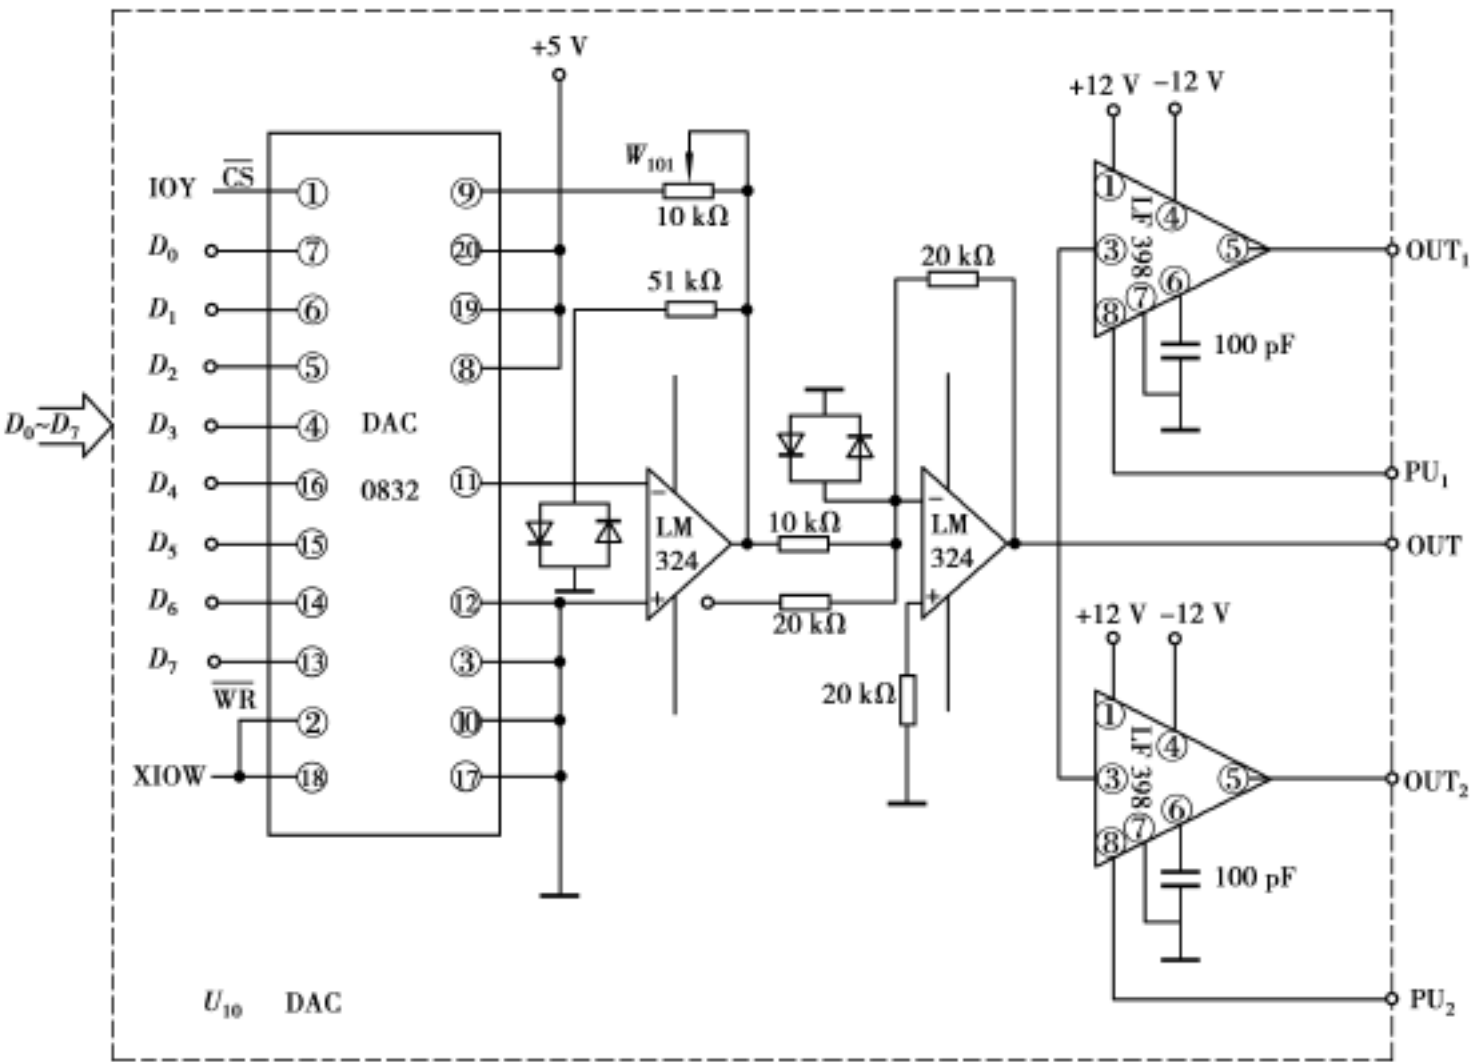 +5 V
+12 V −12 V
IOY C̅S̅ ① ⑨ W₁₀₁ 10 kΩ
D₀ ⑦ ⑳
D₁ ⑥ ⑲ 51 kΩ
D₂ ⑤ ⑧
D₀~D₇
D₃ ④ DAC
D₄ ⑯ 0832 ⑪
D₅ ⑮
D₆ ⑭ ⑫
D₇ ⑬ ③
W̅R̅ ② ⑩
XIOW ⑱ ⑰
− LM
324
+
10 kΩ
20 kΩ
20 kΩ
− LM
324
+
20 kΩ
① ④
LF 398
③ ⑤ OUT₁
⑦ ⑥
⑧ 100 pF
PU₁
OUT
+12 V −12 V
① ④
LF 398
③ ⑤ OUT₂
⑦ ⑥
⑧ 100 pF
PU₂
U₁₀ DAC